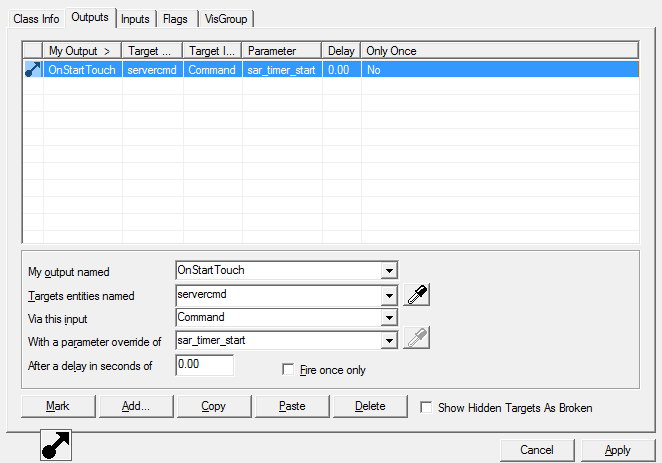 Class Info Outputs Inputs Flags VisGroup
My Output > Target ... Target I... Parameter Delay Only Once
OnStartTouch servercmd Command sar_timer_start 0.00 No
My output named OnStartTouch
Targets entities named servercmd
Via this input Command
With a parameter override of sar_timer_start
After a delay in seconds of 0.00 Fire once only
Mark Add... Copy Paste Delete Show Hidden Targets As Broken
Cancel Apply